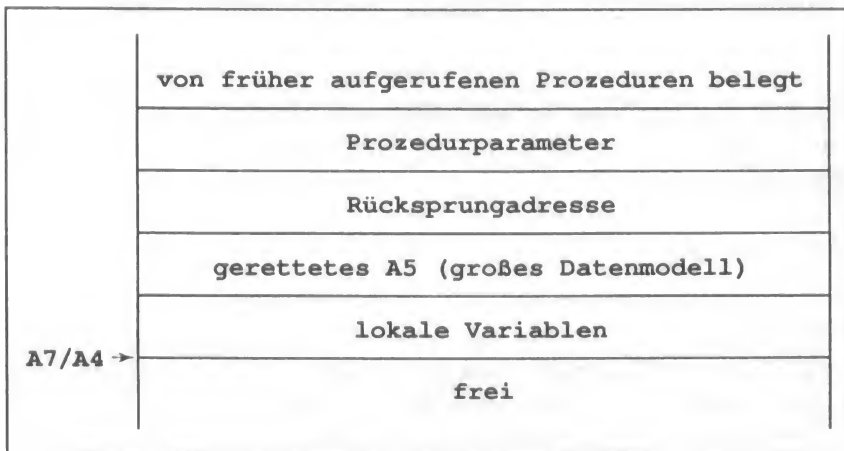 von früher aufgerufenen Prozeduren belegt
Prozedurparameter
Rücksprungadresse
gerettetes A5 (großes Datenmodell)
lokale Variablen
A7/A4 →
frei